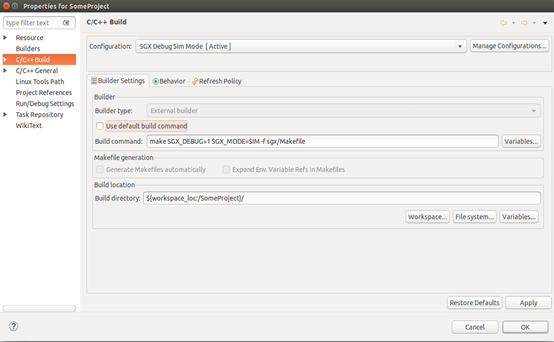 Properties for SomeProject
type filter text
C/C++ Build
Resource
Builders
C/C++ Build
C/C++ General
Linux Tools Path
Project References
Run/Debug Settings
Task Repository
WikiText
Configuration: SGX Debug Sim Mode [ Active ] Manage Configurations...
Builder Settings Behavior Refresh Policy
Builder
Builder type: External builder
Use default build command
Build command: make SGX_DEBUG=1 SGX_MODE=SIM -f sgx/Makefile Variables...
Makefile generation
Generate Makefiles automatically Expand Env. Variable Refs in Makefiles
Build location
Build directory: ${workspace_loc:/SomeProject}/
Workspace... File system... Variables...
Restore Defaults Apply
Cancel OK